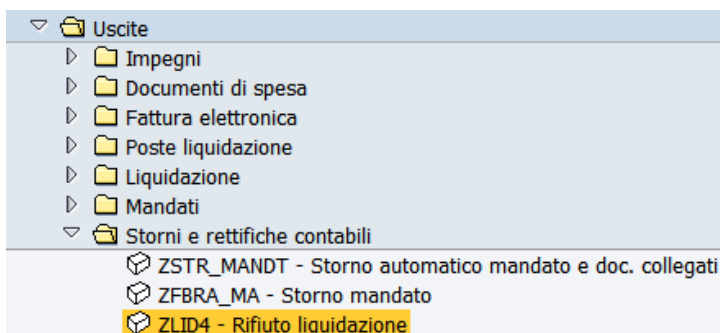 Uscite
Impegni
Documenti di spesa
Fattura elettronica
Poste liquidazione
Liquidazione
Mandati
Storni e rettifiche contabili
ZSTR_MANDT - Storno automatico mandato e doc. collegati
ZFBRA_MA - Storno mandato
ZLID4 - Rifiuto liquidazione